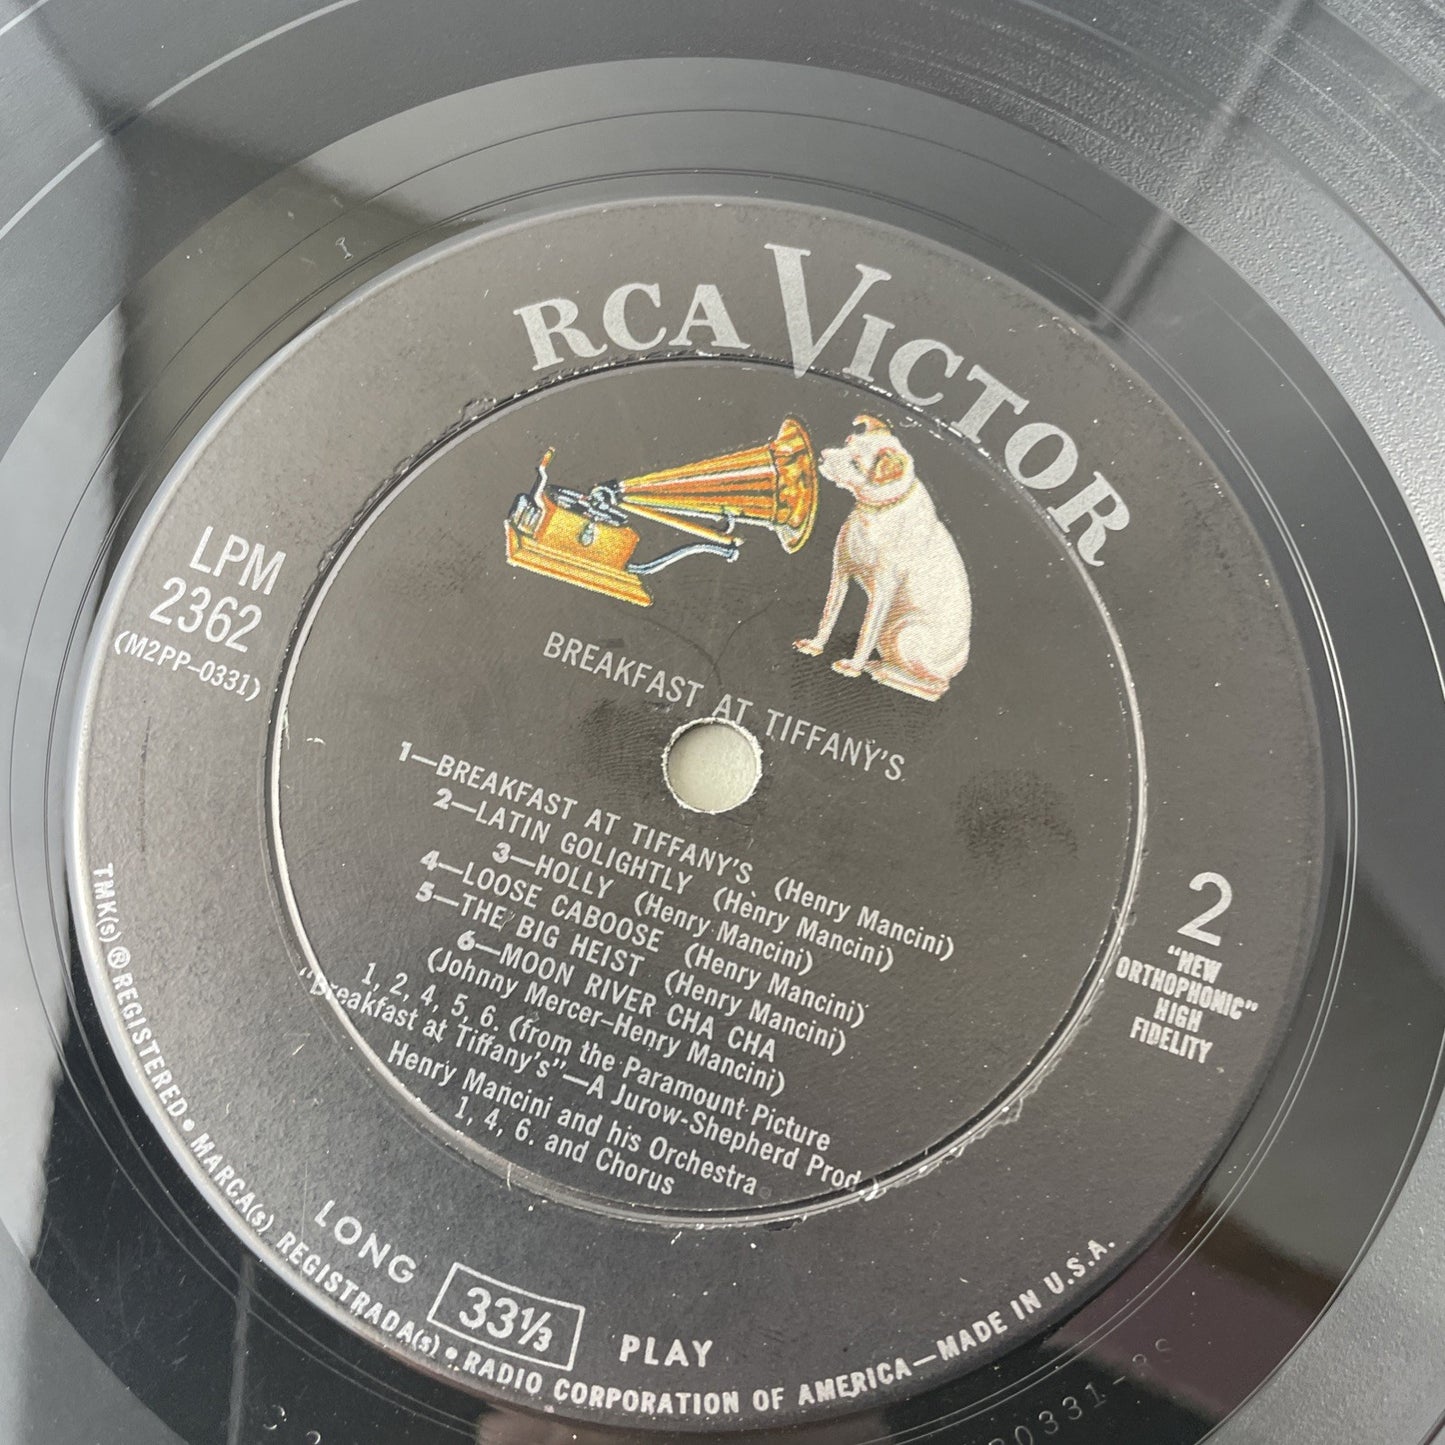 RCA VICTOR
LPM
2362
(M2PP-0331)
BREAKFAST AT TIFFANY'S
1—BREAKFAST AT TIFFANY'S (Henry Mancini)
2—LATIN GOLIGHTLY (Henry Mancini)
3—HOLLY (Henry Mancini)
4—LOOSE CABOOSE (Henry Mancini)
5—THE BIG HEIST (Henry Mancini)
6—MOON RIVER CHA CHA
(Johnny Mercer-Henry Mancini)
1, 2, 4, 5, 6. (from the Paramount Picture
"Breakfast at Tiffany's"—A Jurow-Shepherd Prod.)
Henry Mancini and his Orchestra
1, 4, 6. and Chorus
2
"NEW
ORTHOPHONIC"
HIGH
FIDELITY
LONG 33⅓ PLAY
TMK(s) ® REGISTERED • MARCA(s) REGISTRADA(s) • RADIO CORPORATION OF AMERICA—MADE IN U.S.A.